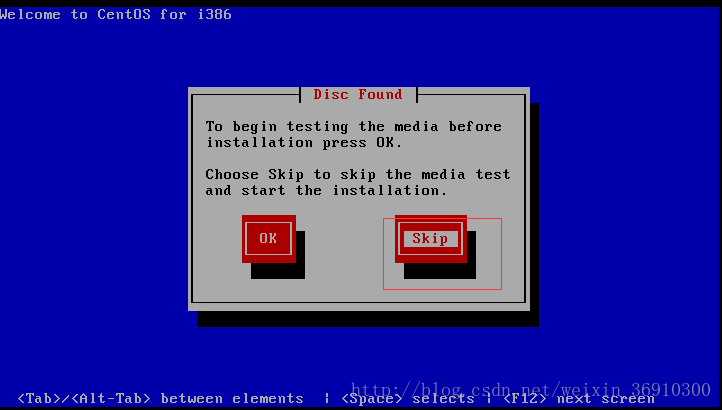 Welcome to CentOS for i386
Disc Found
To begin testing the media before
installation press OK.
Choose Skip to skip the media test
and start the installation.
OK
Skip
<Tab>/<Alt-Tab> between elements | <Space> selects | <F12> next screen
http://blog.csdn.net/weixin_36910300